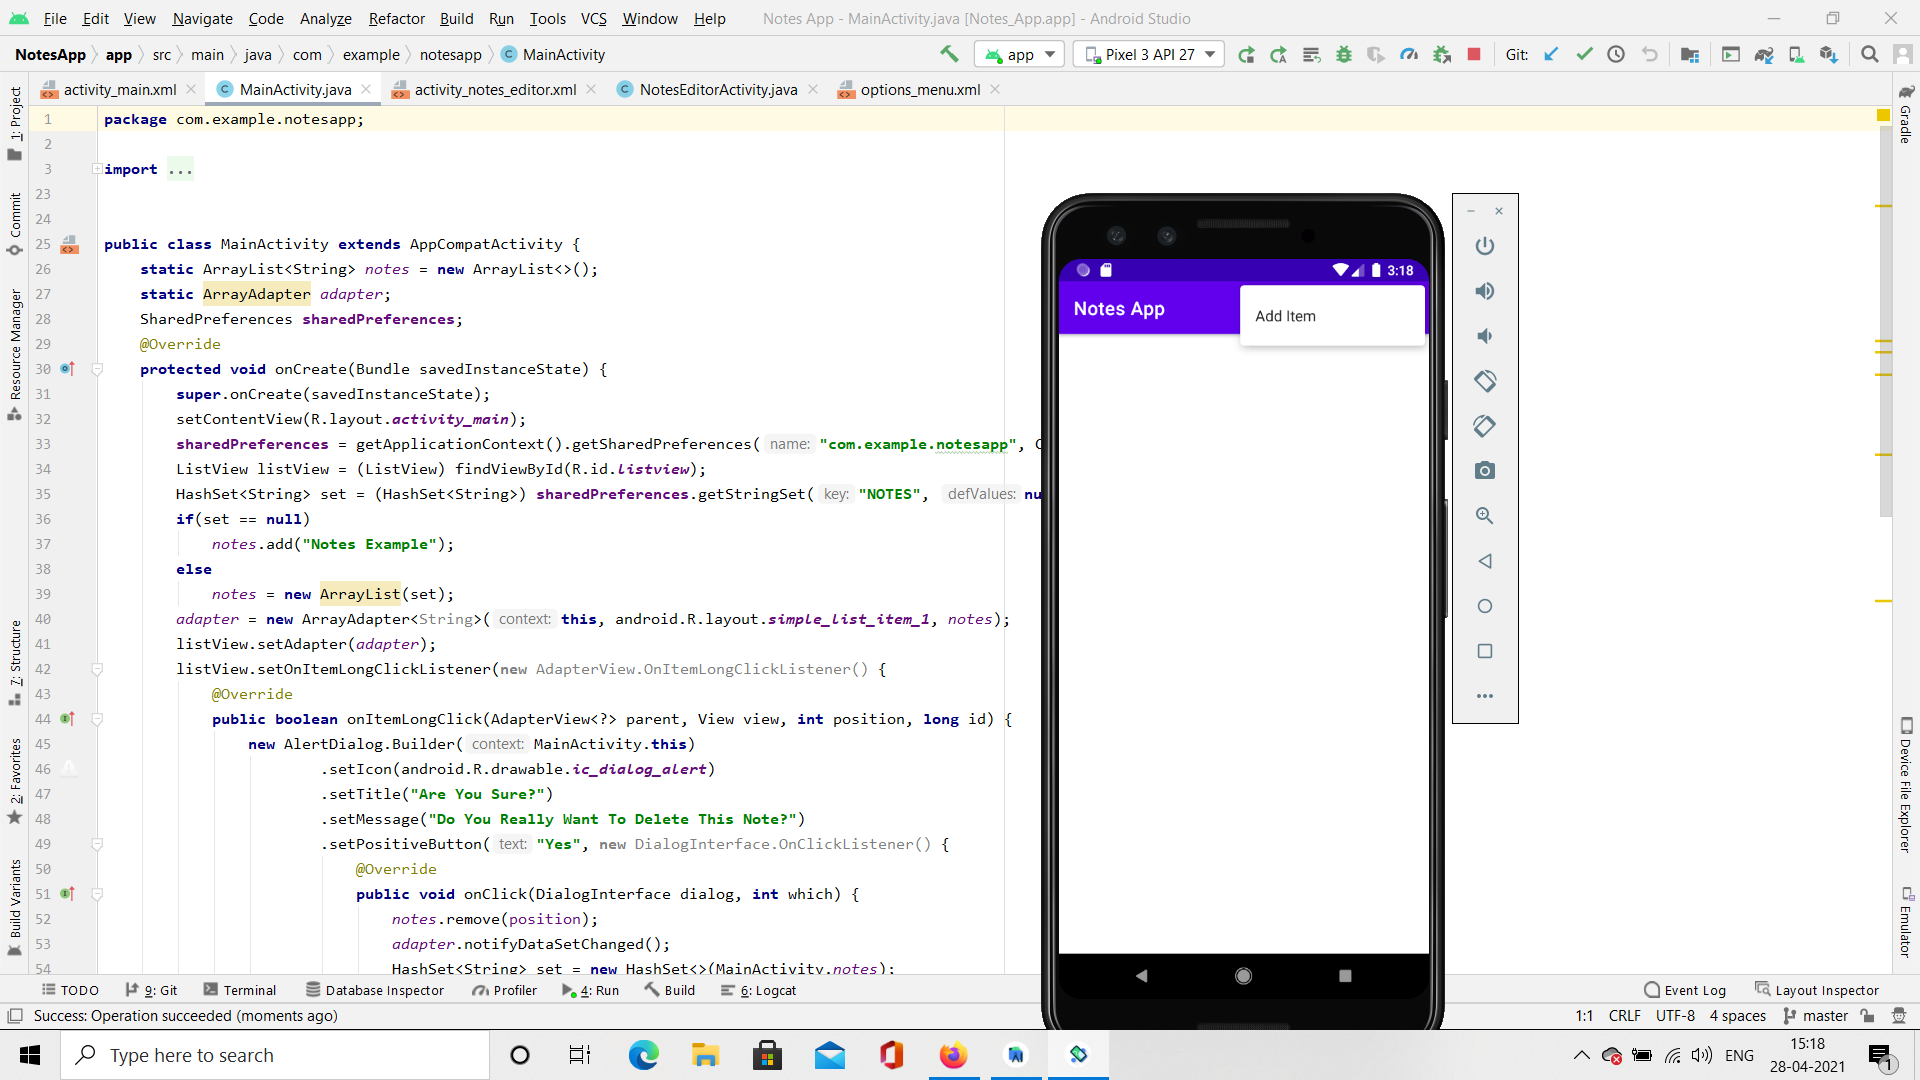 File Edit View Navigate Code Analyze Refactor Build Run Tools VCS Window Help Notes App - MainActivity.java [Notes_App.app] - Android Studio
NotesApp app src main java com example notesapp MainActivity app Pixel 3 API 27 Git:
activity_main.xml MainActivity.java activity_notes_editor.xml NotesEditorActivity.java options_menu.xml
1: Project
Commit
Resource Manager
7: Structure
2: Favorites
Build Variants
1 package com.example.notesapp;
2
3 import ...
23
24
25 public class MainActivity extends AppCompatActivity {
26 static ArrayList<String> notes = new ArrayList<>();
27 static ArrayAdapter adapter;
28 SharedPreferences sharedPreferences;
29 @Override
30 protected void onCreate(Bundle savedInstanceState) {
31 super.onCreate(savedInstanceState);
32 setContentView(R.layout.activity_main);
33 sharedPreferences = getApplicationContext().getSharedPreferences( name: "com.example.notesapp", C
34 ListView listView = (ListView) findViewById(R.id.listview);
35 HashSet<String> set = (HashSet<String>) sharedPreferences.getStringSet( key: "NOTES", defValues: nu
36 if(set == null)
37 notes.add("Notes Example");
38 else
39 notes = new ArrayList(set);
40 adapter = new ArrayAdapter<String>( context: this, android.R.layout.simple_list_item_1, notes);
41 listView.setAdapter(adapter);
42 listView.setOnItemLongClickListener(new AdapterView.OnItemLongClickListener() {
43 @Override
44 public boolean onItemLongClick(AdapterView<?> parent, View view, int position, long id) {
45 new AlertDialog.Builder( context: MainActivity.this)
46 .setIcon(android.R.drawable.ic_dialog_alert)
47 .setTitle("Are You Sure?")
48 .setMessage("Do You Really Want To Delete This Note?")
49 .setPositiveButton( text: "Yes", new DialogInterface.OnClickListener() {
50 @Override
51 public void onClick(DialogInterface dialog, int which) {
52 notes.remove(position);
53 adapter.notifyDataSetChanged();
54 HashSet<String> set = new HashSet<>(MainActivity.notes);
3:18
Notes App
Add Item
Gradle
Device File Explorer
Emulator
TODO 9: Git Terminal Database Inspector Profiler 4: Run Build 6: Logcat Event Log Layout Inspector
Success: Operation succeeded (moments ago) 1:1 CRLF UTF-8 4 spaces master
Type here to search ENG 15:18
28-04-2021
1